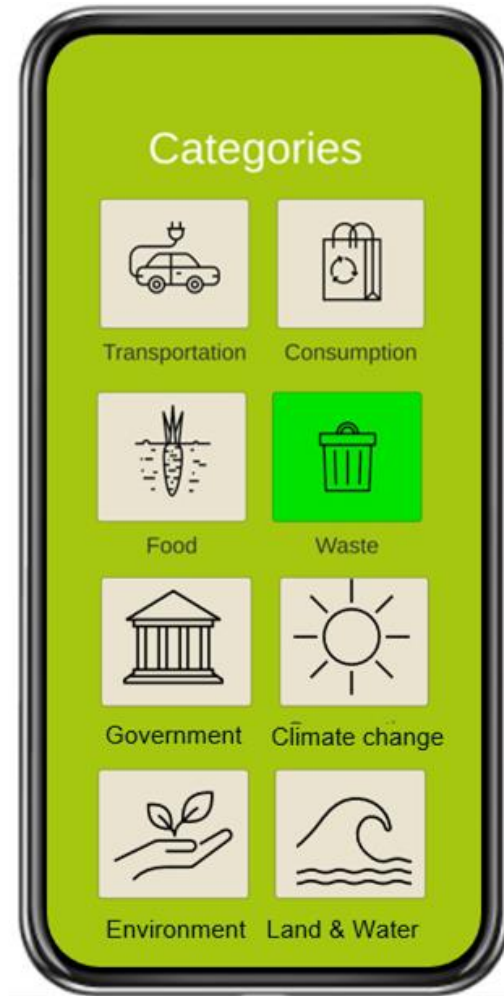 Categories
Transportation Consumption
Food Waste
Government Climate change
Environment Land & Water